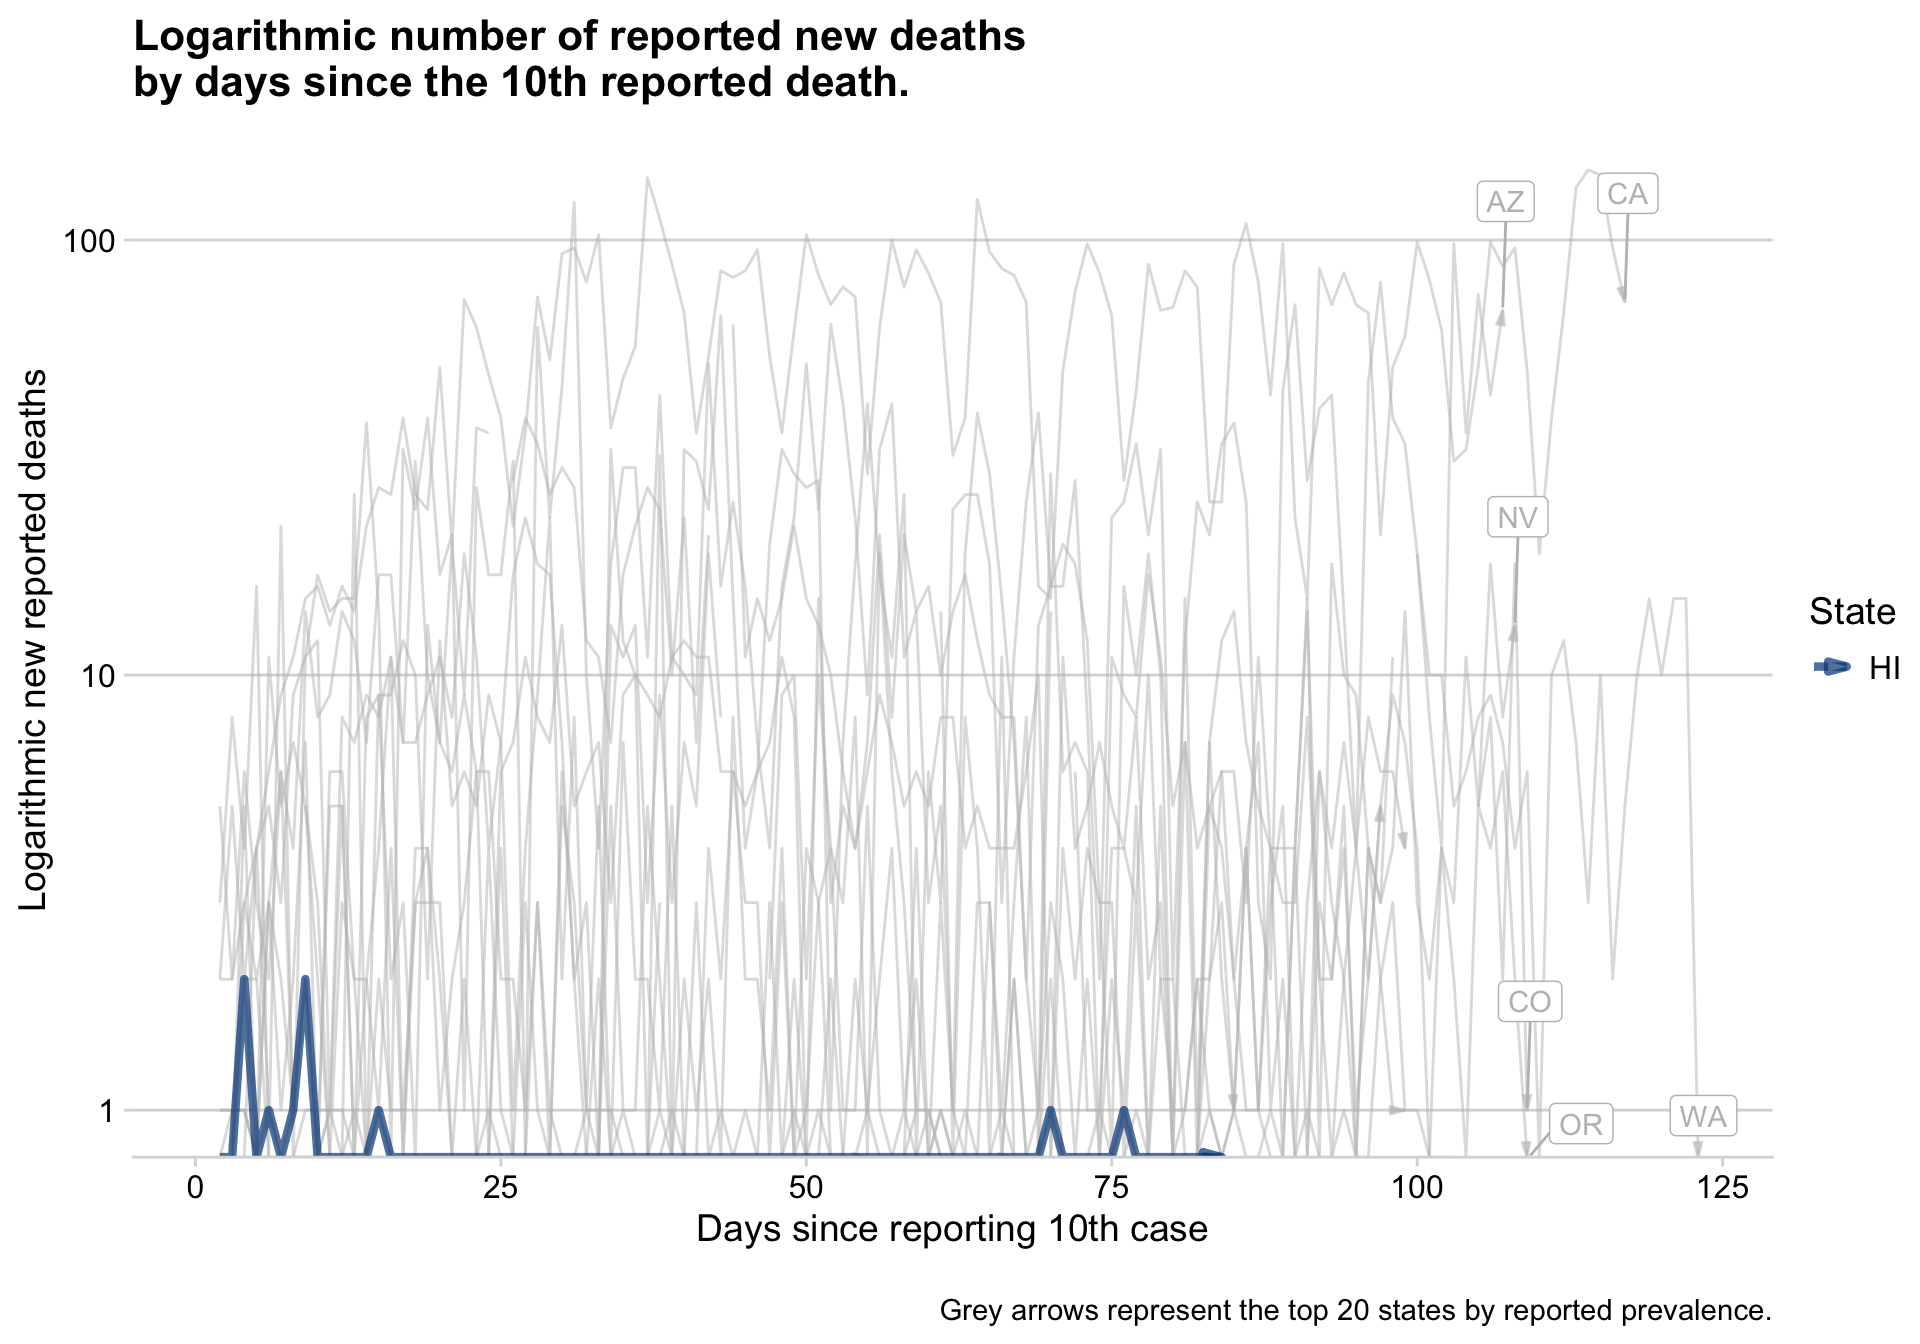 Logarithmic number of reported new deaths
by days since the 10th reported death.
Logarithmic new reported deaths
100
10
1
AZ
CA
NV
CO
OR
WA
State
HI
0
25
50
75
100
125
Days since reporting 10th case
Grey arrows represent the top 20 states by reported prevalence.